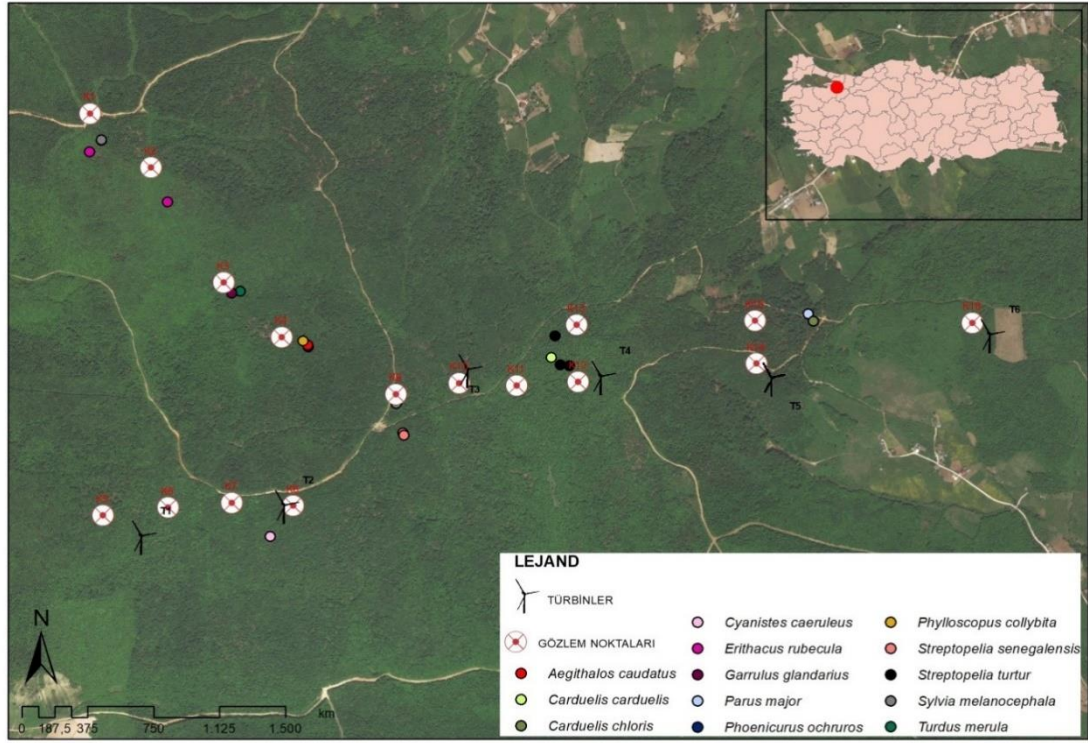 T6
T4
T3
T5
T2
T1
N
0 187,5 375 750 1.125 1.500 km
LEJAND
TÜRBİNLER
GÖZLEM NOKTALARI
Aegithalos caudatus
Carduelis carduelis
Carduelis chloris
Cyanistes caeruleus
Erithacus rubecula
Garrulus glandarius
Parus major
Phoenicurus ochruros
Phylloscopus collybita
Streptopelia senegalensis
Streptopelia turtur
Sylvia melanocephala
Turdus merula